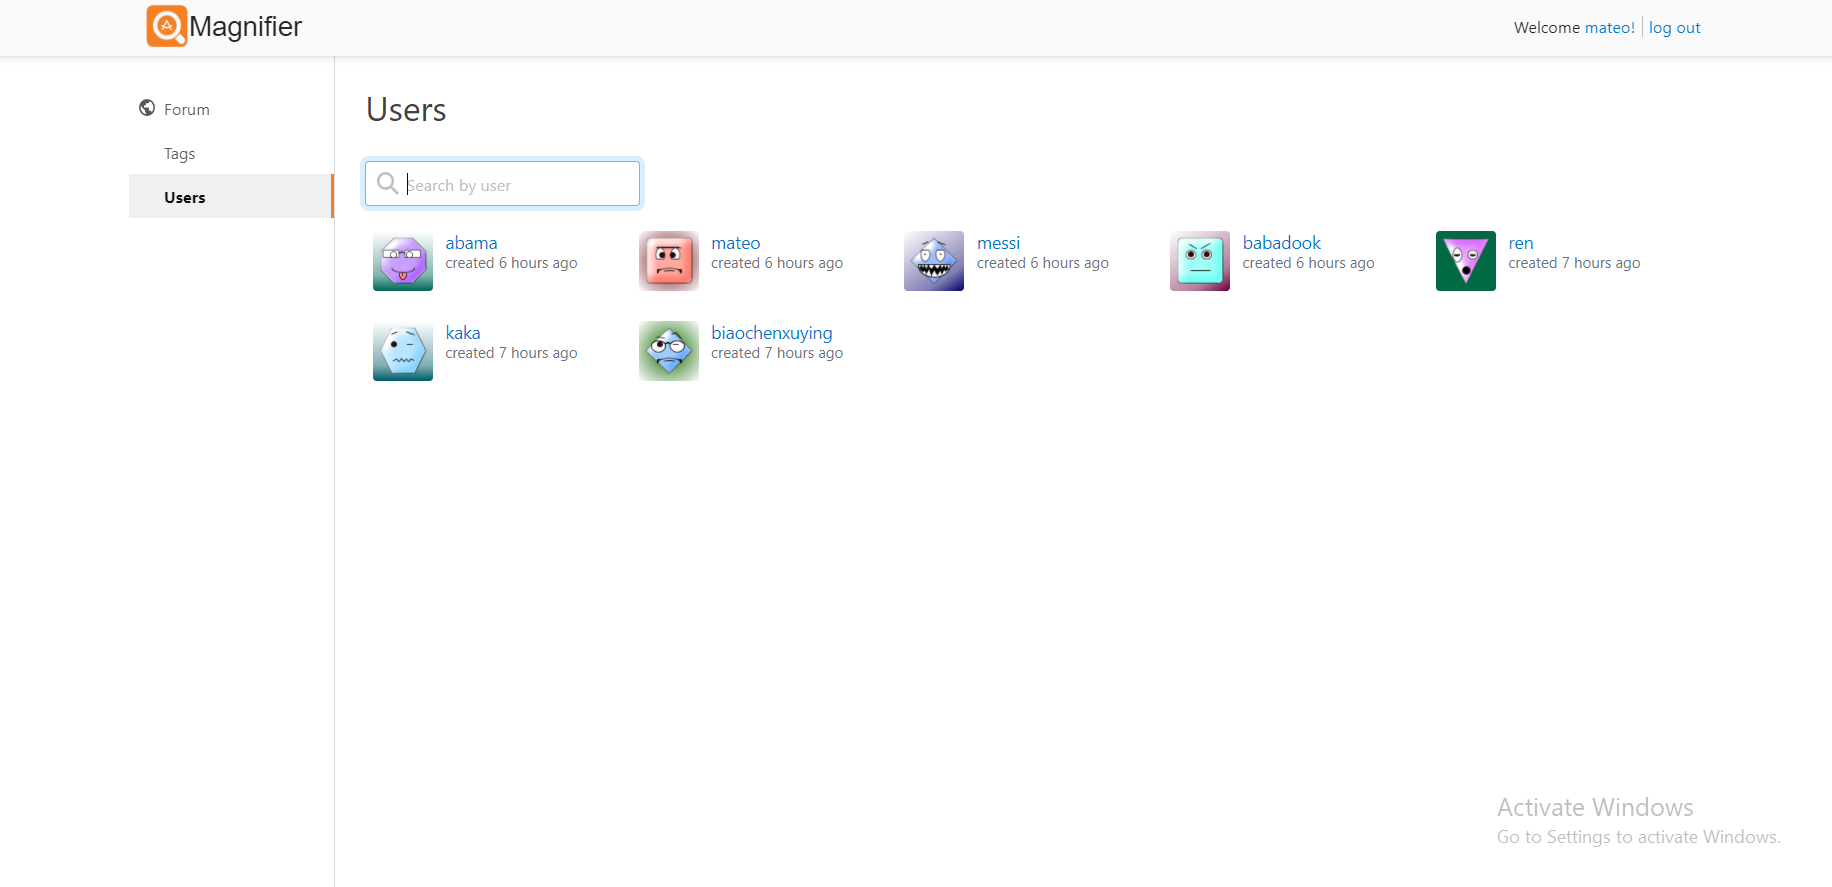 Magnifier
Welcome mateo! log out
Forum
Tags
Users
Users
Search by user
abama
created 6 hours ago
mateo
created 6 hours ago
messi
created 6 hours ago
babadook
created 6 hours ago
ren
created 7 hours ago
kaka
created 7 hours ago
biaochenxuying
created 7 hours ago
Activate Windows
Go to Settings to activate Windows.